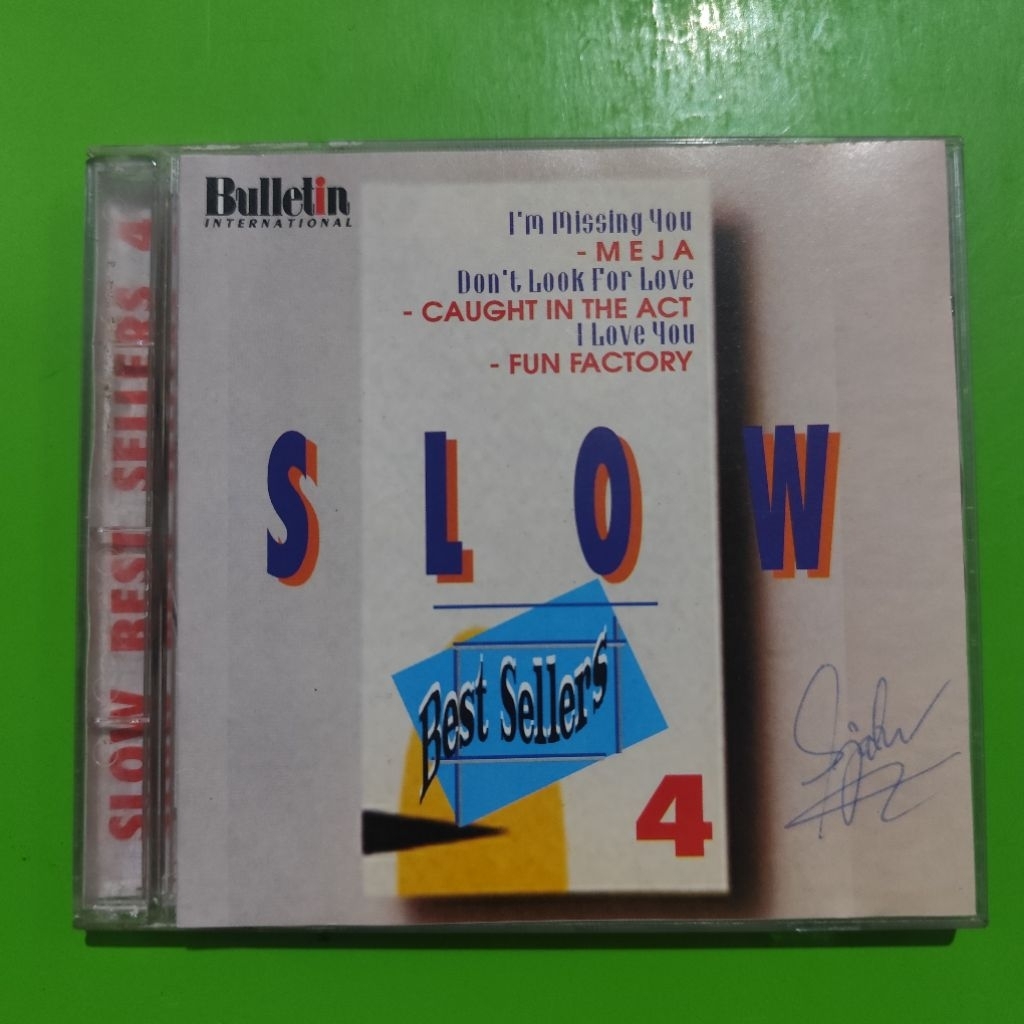 SLOW BEST SELLERS 4
Bulletin
INTERNATIONAL
I'm Missing You
- MEJA
Don't Look For Love
- CAUGHT IN THE ACT
I Love You
- FUN FACTORY
SLOW
Best Sellers
4